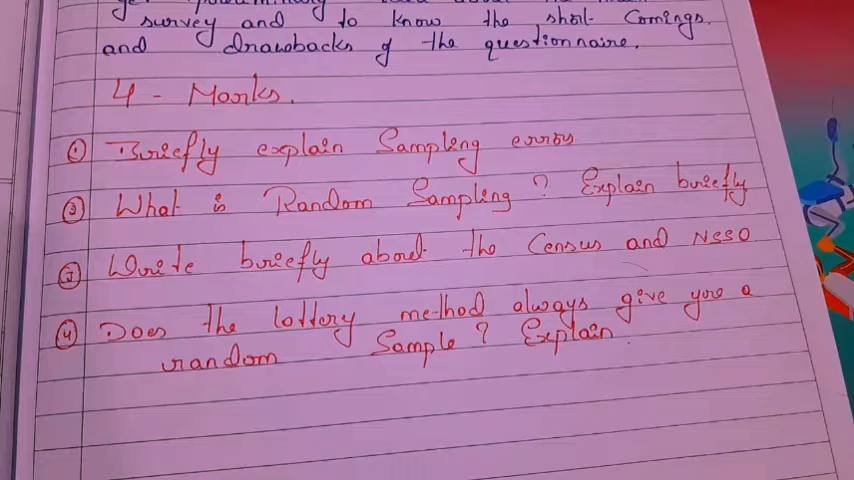 survey and to know the short comings.
and drawbacks of the questionnaire.
4 - Marks.
① Briefly explain Sampling errors
③ What is Random Sampling? Explain briefly
③ Write briefly about the Census and NSSO
④ Does the lottery method always give you a
random Sample? Explain.